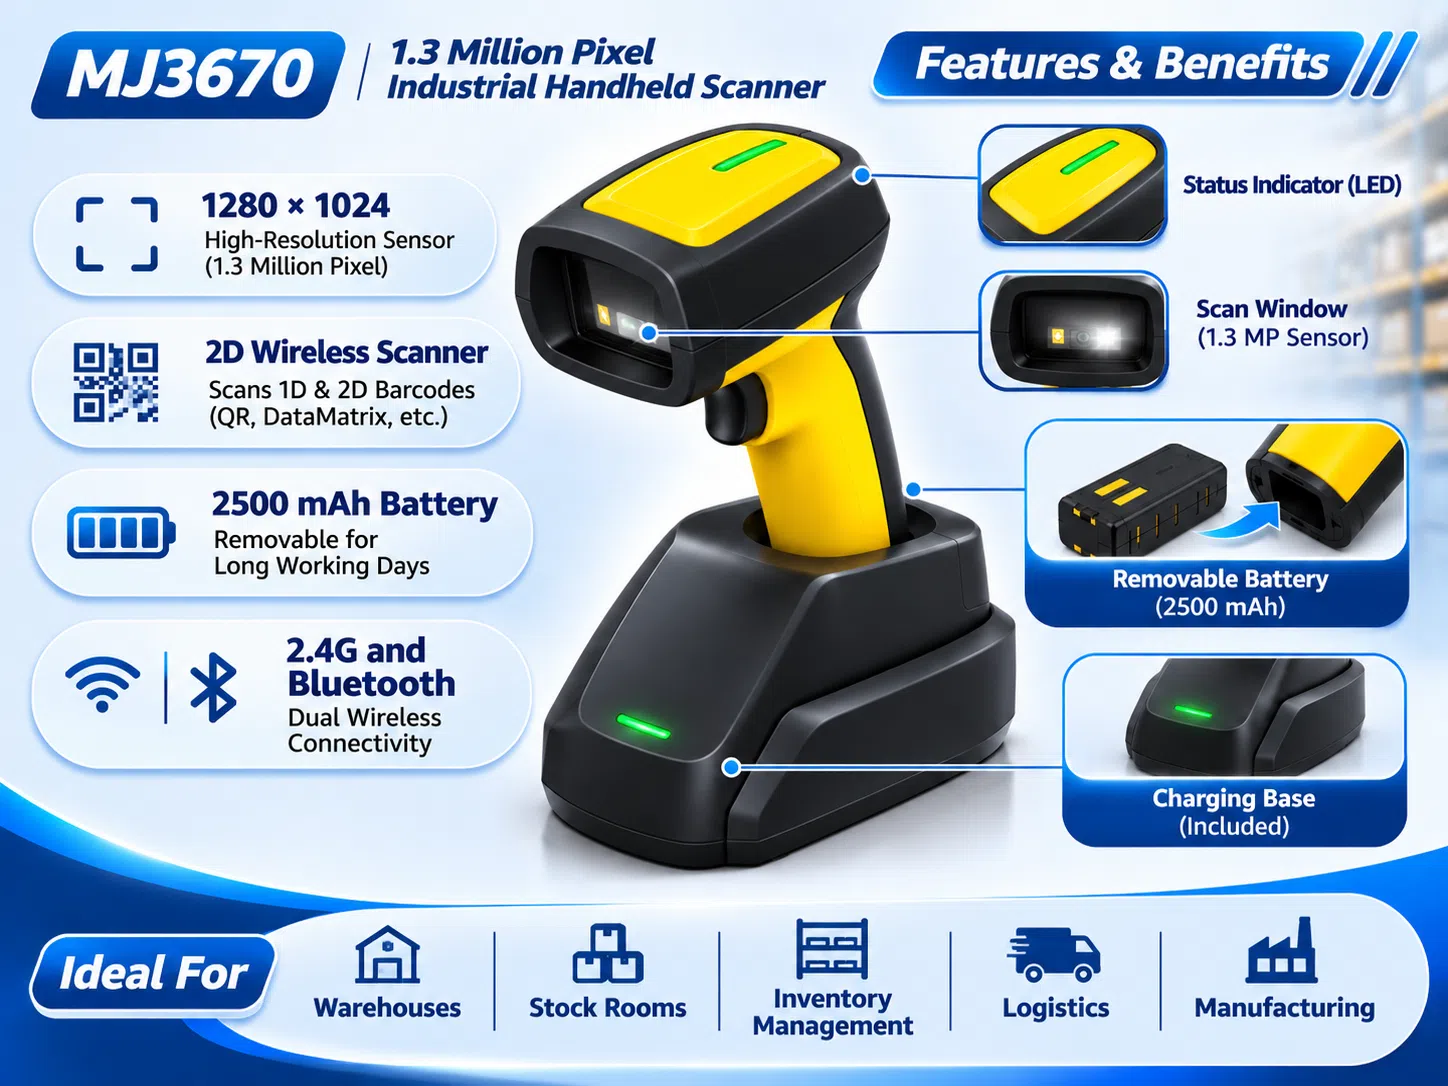 MJ3670
1.3 Million Pixel
Industrial Handheld Scanner
Features & Benefits
1280 × 1024
High-Resolution Sensor
(1.3 Million Pixel)
2D Wireless Scanner
Scans 1D & 2D Barcodes
(QR, DataMatrix, etc.)
2500 mAh Battery
Removable for
Long Working Days
2.4G and
Bluetooth
Dual Wireless
Connectivity
Status Indicator (LED)
Scan Window
(1.3 MP Sensor)
Removable Battery
(2500 mAh)
Charging Base
(Included)
Ideal For
Warehouses
Stock Rooms
Inventory
Management
Logistics
Manufacturing